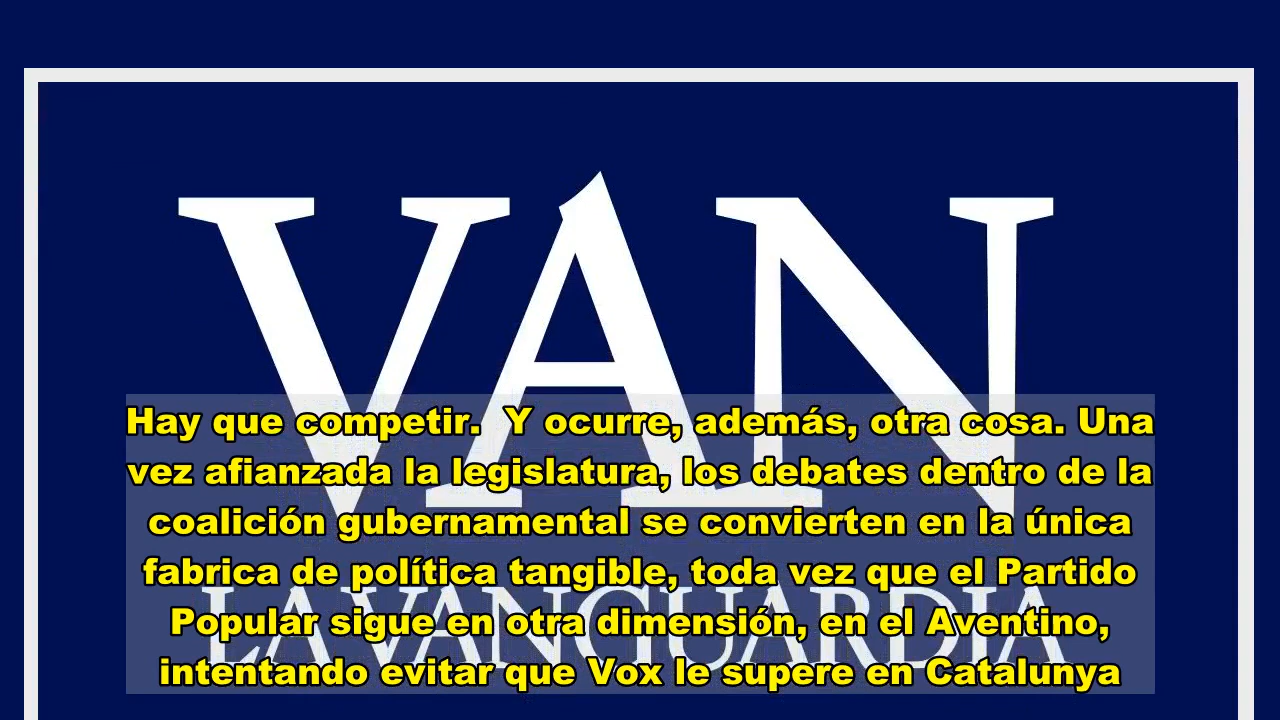 VAN
Hay que competir.  Y ocurre, además, otra cosa. Una
vez afianzada la legislatura, los debates dentro de la
coalición gubernamental se convierten en la única
fabrica de política tangible, toda vez que el Partido
LA VANGUARDIA
Popular sigue en otra dimensión, en el Aventino,
intentando evitar que Vox le supere en Catalunya